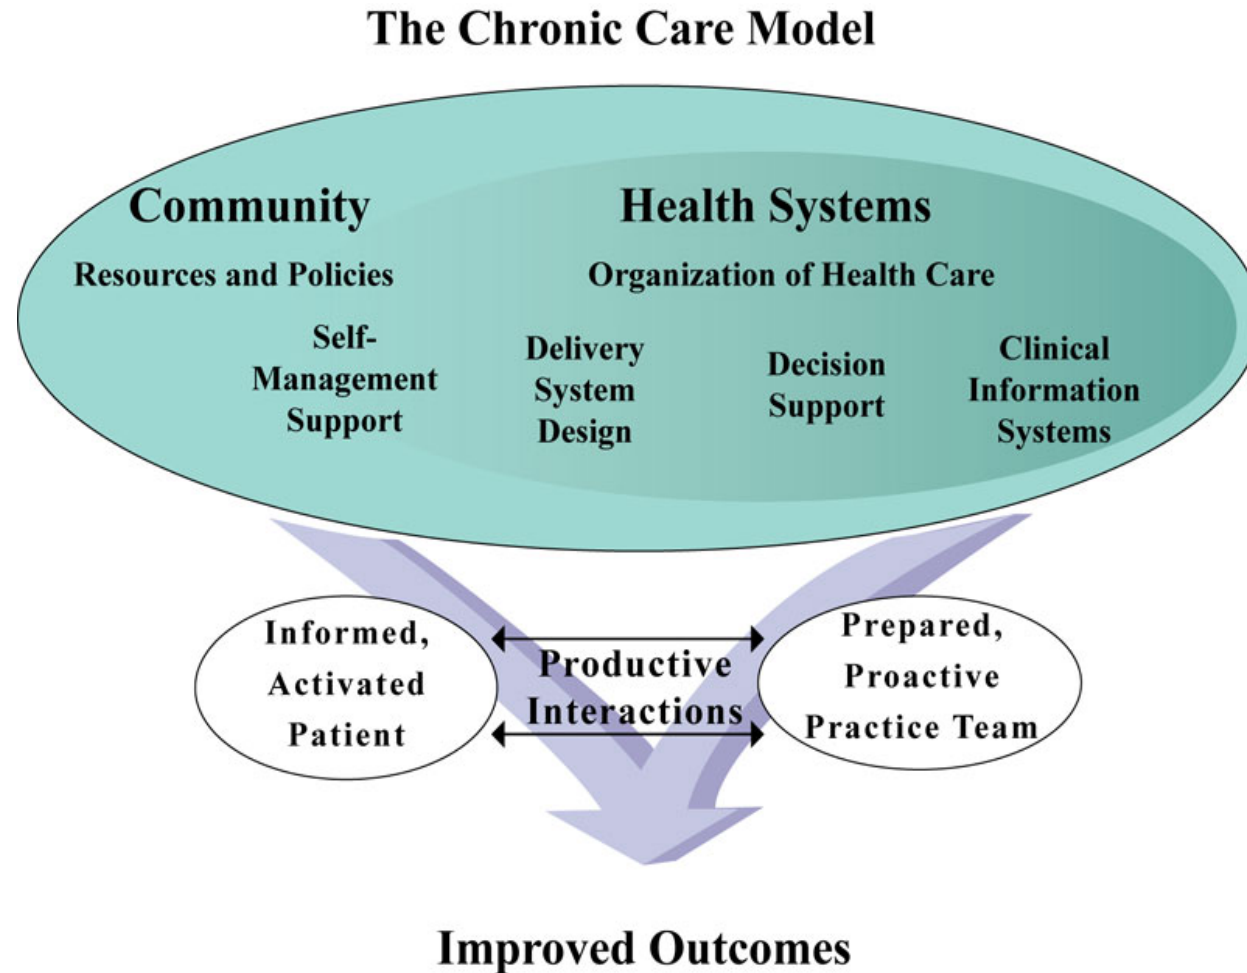 The Chronic Care Model
Community
Health Systems
Resources and Policies
Organization of Health Care
Self-
Management
Support
Delivery
System
Design
Decision
Support
Clinical
Information
Systems
Informed,
Activated
Patient
Productive
Interactions
Prepared,
Proactive
Practice Team
Improved Outcomes